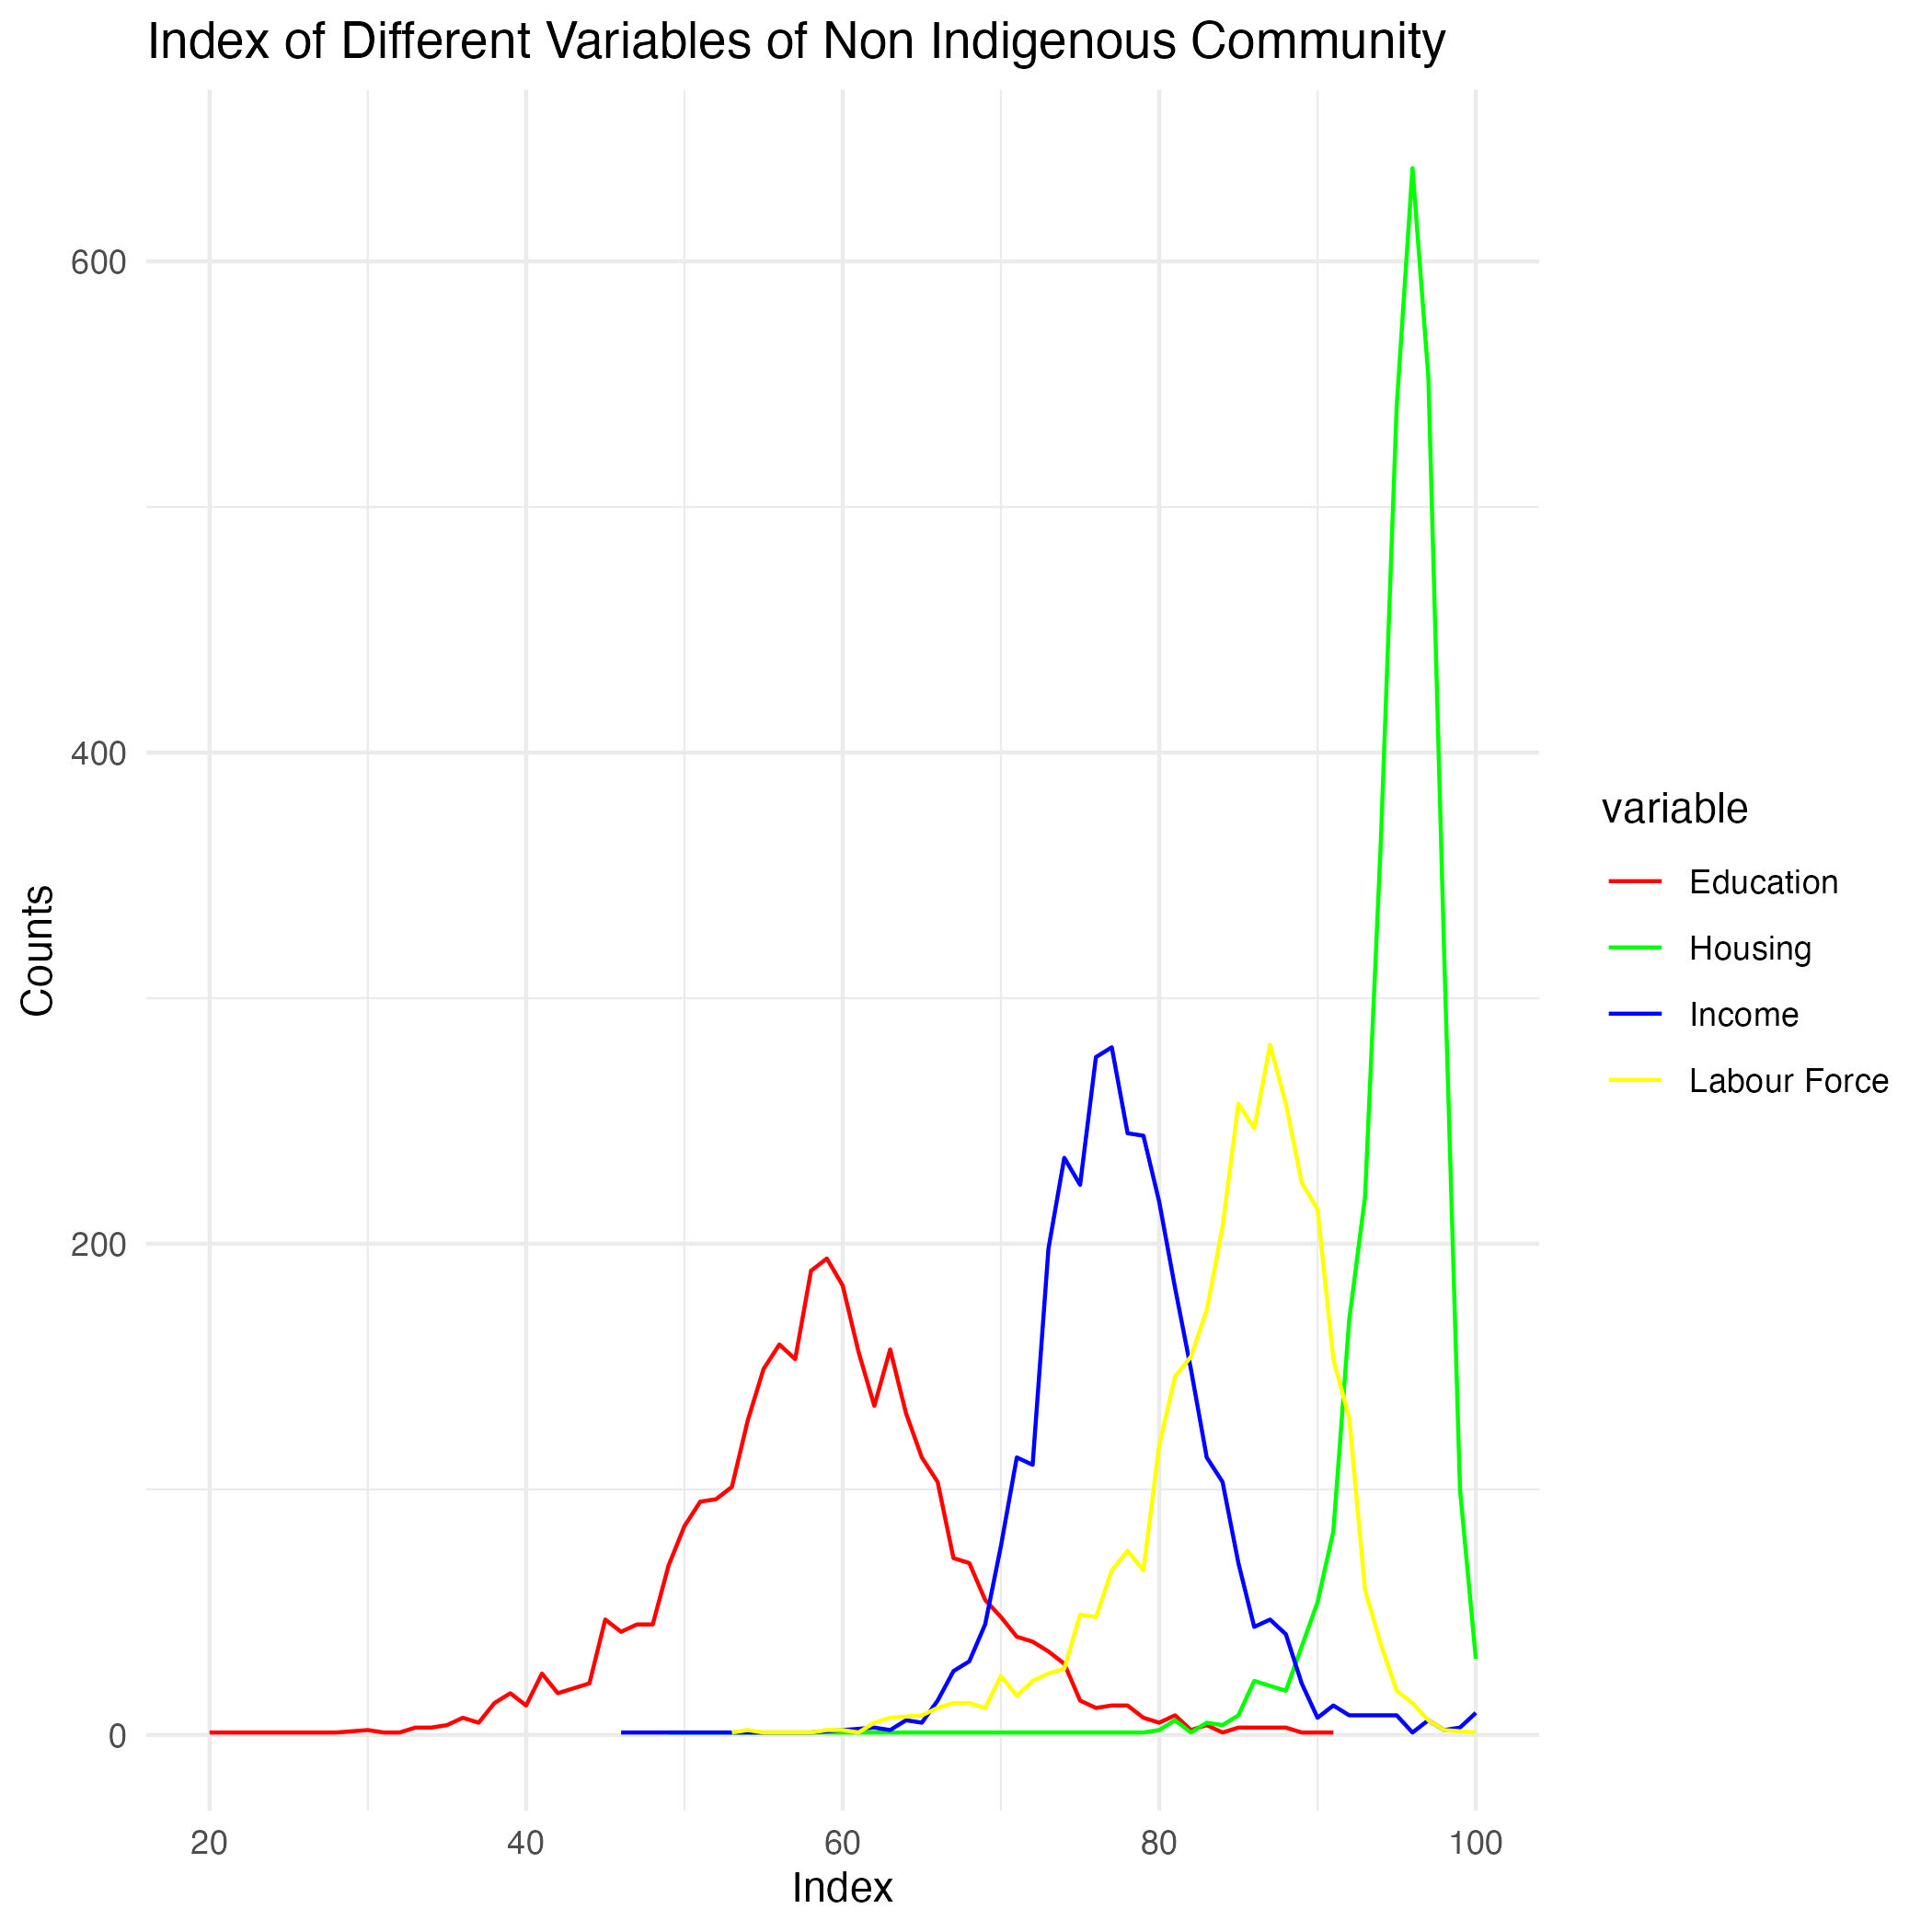 Index of Different Variables of Non Indigenous Community
600
400
200
0
Counts
20 40 60 80 100
Index
variable
Education
Housing
Income
Labour Force